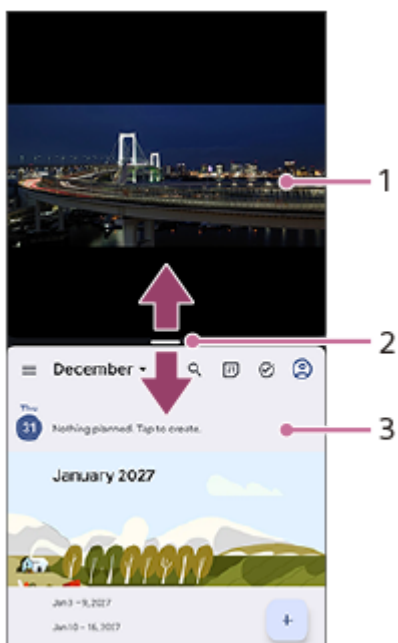 1
2
December
Thu
31
Nothing planned. Tap to create.
3
January 2027
Jan 3 – 9, 2027
Jan 10 – 16, 2027
+